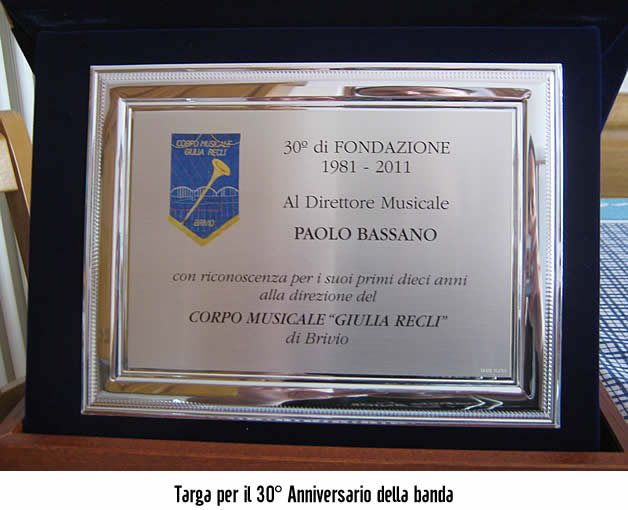 CORPO MUSICALE
GIULIA RECLI
BRIVIO
30º di FONDAZIONE
1981 - 2011
Al Direttore Musicale
PAOLO BASSANO
con riconoscenza per i suoi primi dieci anni
alla direzione del
CORPO MUSICALE "GIULIA RECLI"
di Brivio
Targa per il 30° Anniversario della banda